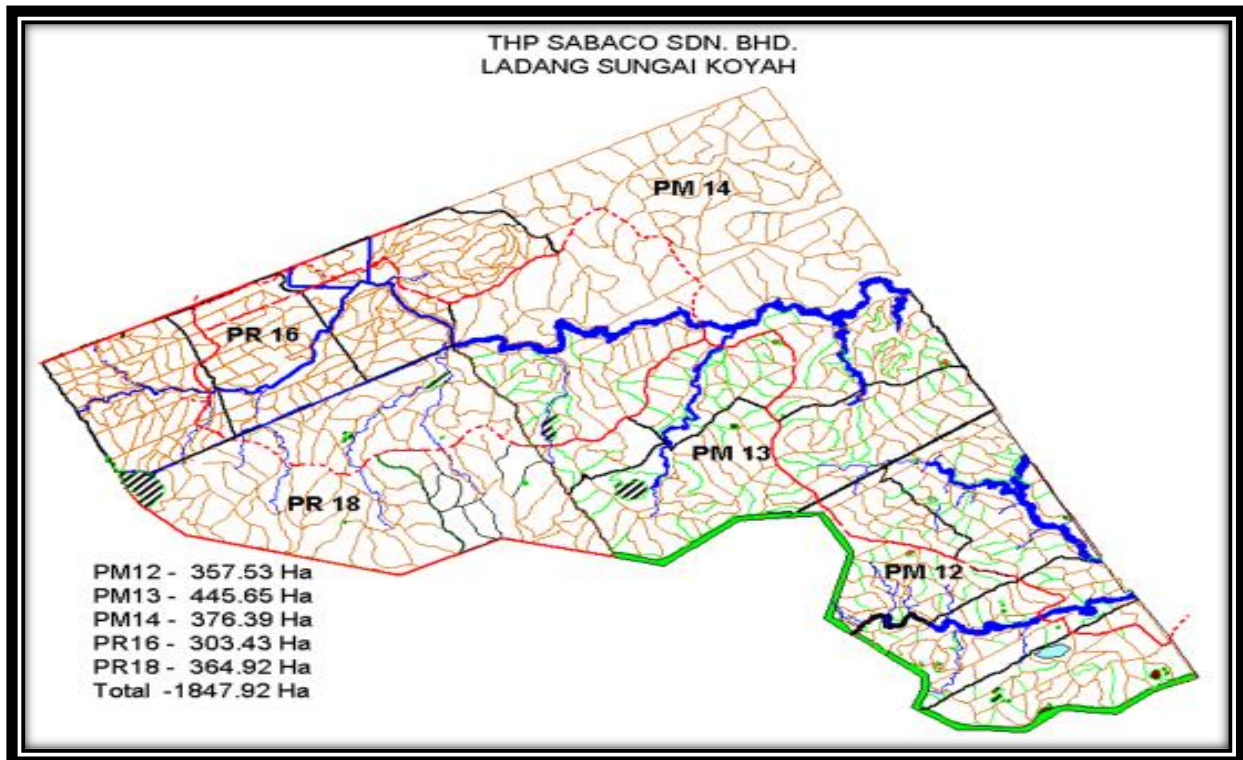 THP SABACO SDN. BHD.
LADANG SUNGAI KOYAH
PM 14
PR 16
PM 13
PR 18
PM 12
PM12 - 357.53 Ha
PM13 - 445.65 Ha
PM14 - 376.39 Ha
PR16 - 303.43 Ha
PR18 - 364.92 Ha
Total -1847.92 Ha